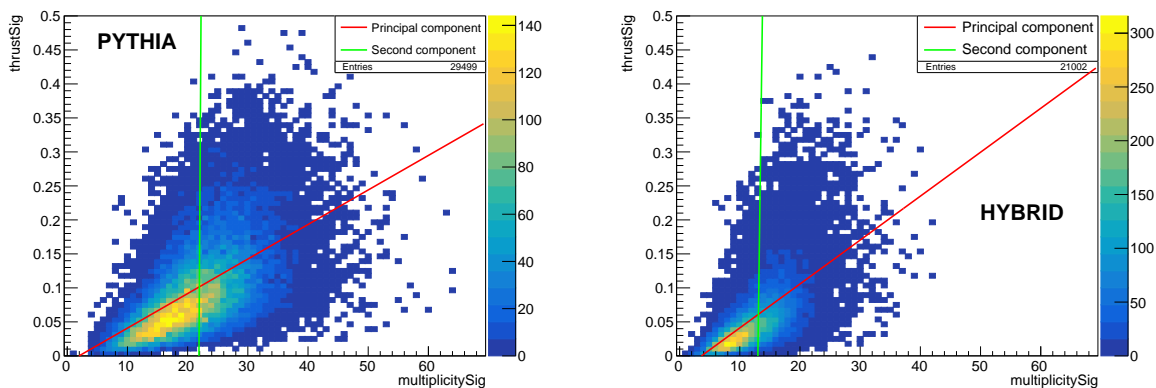 thrustSig
0.5
0.45
0.4
0.35
0.3
0.25
0.2
0.15
0.1
0.05
0
PYTHIA
Principal component
Second component
Entries 29499
140
120
100
80
60
40
20
0
0 10 20 30 40 50 60
multiplicitySig
thrustSig
0.5
0.45
0.4
0.35
0.3
0.25
0.2
0.15
0.1
0.05
0
Principal component
Second component
Entries 21002
HYBRID
300
250
200
150
100
50
0
0 10 20 30 40 50 60
multiplicitySig